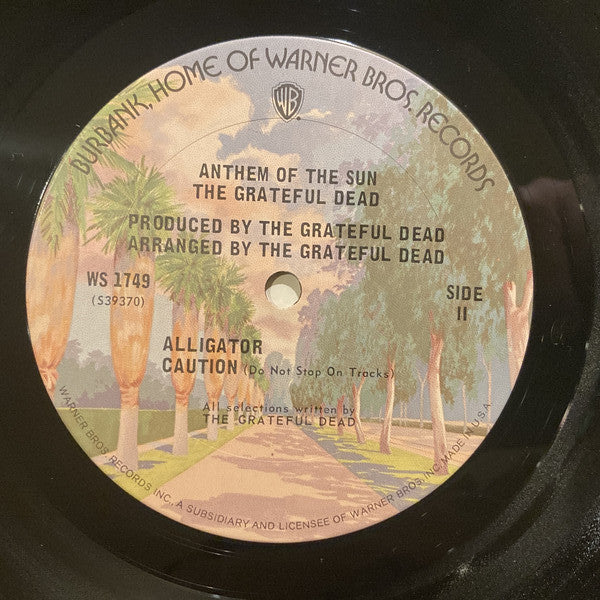 BURBANK, HOME OF WARNER BROS. RECORDS
WB
ANTHEM OF THE SUN
THE GRATEFUL DEAD
PRODUCED BY THE GRATEFUL DEAD
ARRANGED BY THE GRATEFUL DEAD
WS 1749
(S39370)
SIDE
II
ALLIGATOR
CAUTION (Do Not Stop On Tracks)
All selections written by
THE GRATEFUL DEAD
WARNER BROS. RECORDS INC., A SUBSIDIARY AND LICENSEE OF WARNER BROS. INC. MADE IN U.S.A.